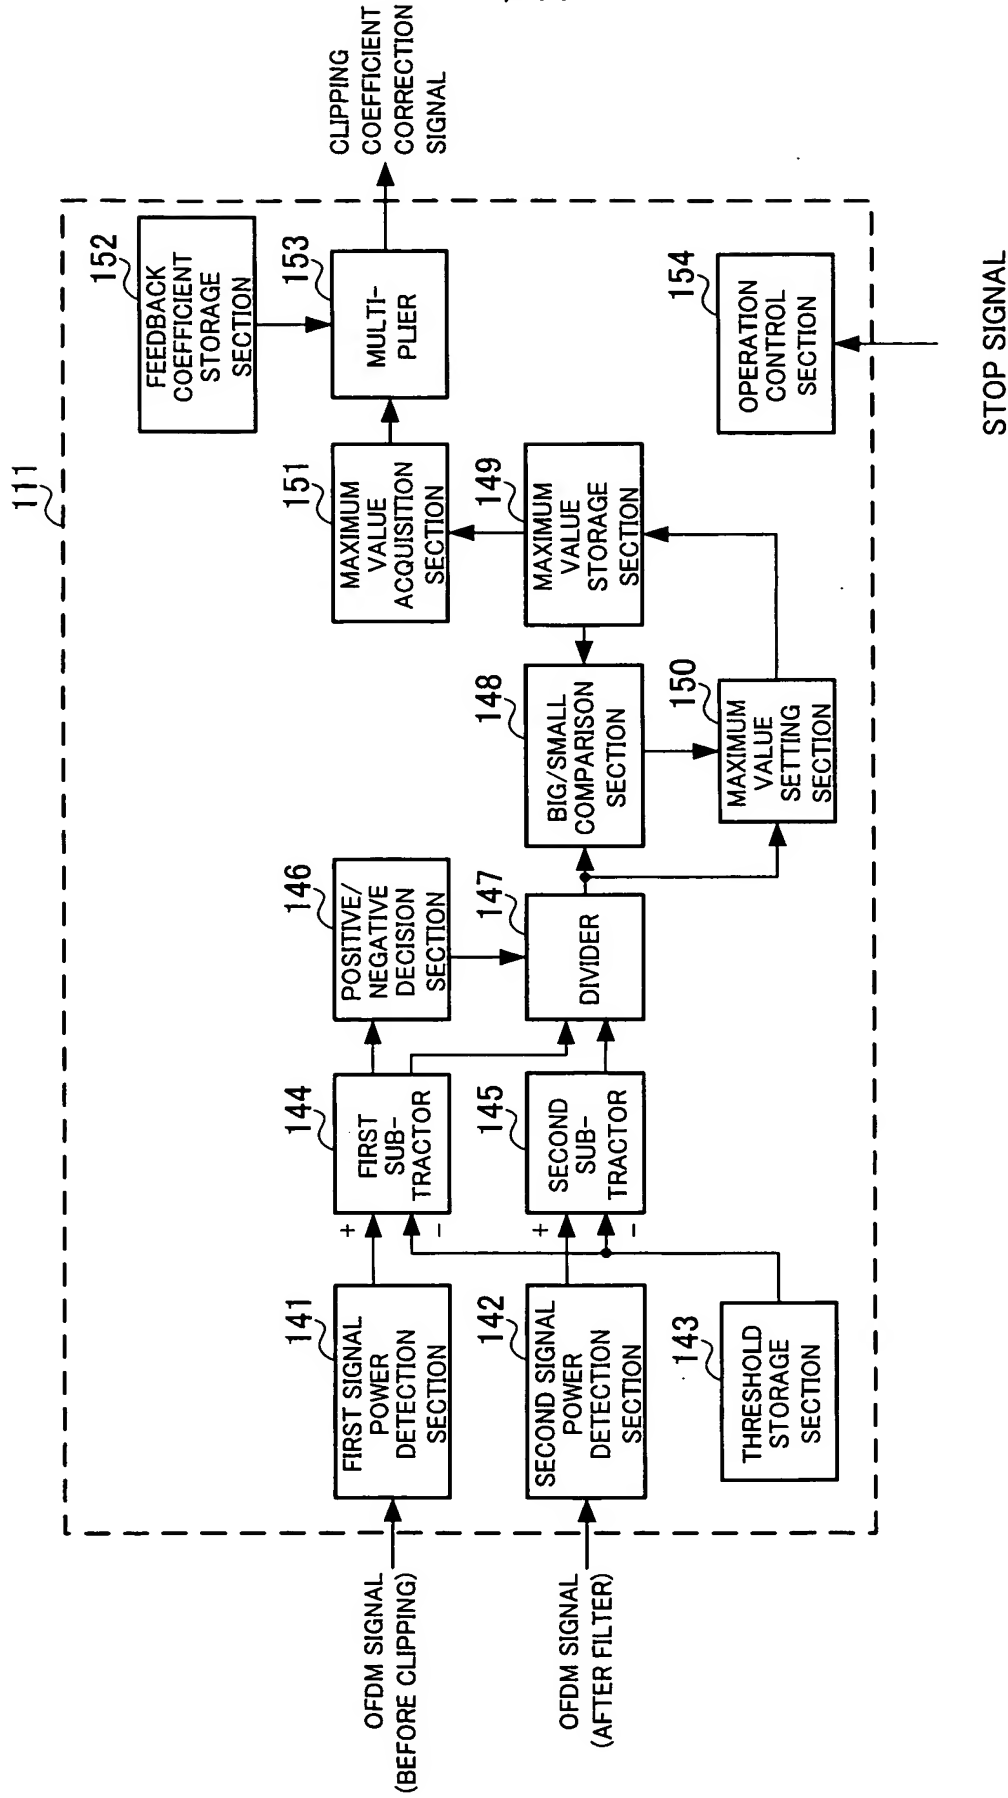 111
OFDM SIGNAL
(BEFORE CLIPPING)
OFDM SIGNAL
(AFTER FILTER)
141
FIRST SIGNAL
POWER
DETECTION
SECTION
142
SECOND SIGNAL
POWER
DETECTION
SECTION
143
THRESHOLD
STORAGE
SECTION
+
-
+
-
144
FIRST
SUB-
TRACTOR
145
SECOND
SUB-
TRACTOR
146
POSITIVE/
NEGATIVE
DECISION
SECTION
147
DIVIDER
148
BIG/SMALL
COMPARISON
SECTION
150
MAXIMUM
VALUE
SETTING
SECTION
149
MAXIMUM
VALUE
STORAGE
SECTION
151
MAXIMUM
VALUE
ACQUISITION
SECTION
152
FEEDBACK
COEFFICIENT
STORAGE
SECTION
153
MULTI-
PLIER
154
OPERATION
CONTROL
SECTION
CLIPPING
COEFFICIENT
CORRECTION
SIGNAL
STOP SIGNAL